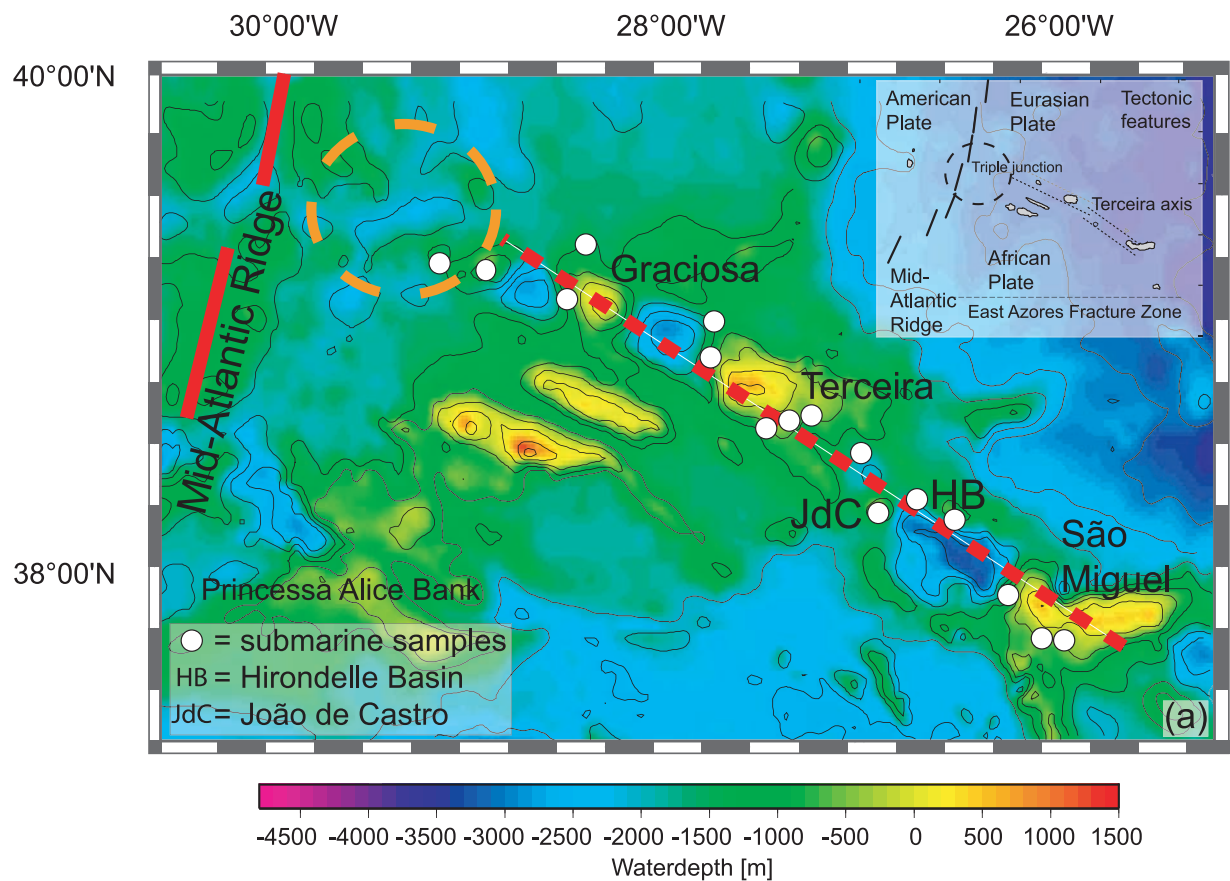 30°00'W
28°00'W
26°00'W
40°00'N
38°00'N
American
Plate
Eurasian
Plate
Tectonic
features
Triple junction
Terceira axis
African
Plate
Mid-
Atlantic
Ridge
East Azores Fracture Zone
Mid-Atlantic Ridge
Graciosa
Terceira
HB
JdC
São
Miguel
Princessa Alice Bank
= submarine samples
HB = Hirondelle Basin
JdC= João de Castro
(a)
-4500 -4000 -3500 -3000 -2500 -2000 -1500 -1000 -500 0 500 1000 1500
Waterdepth [m]